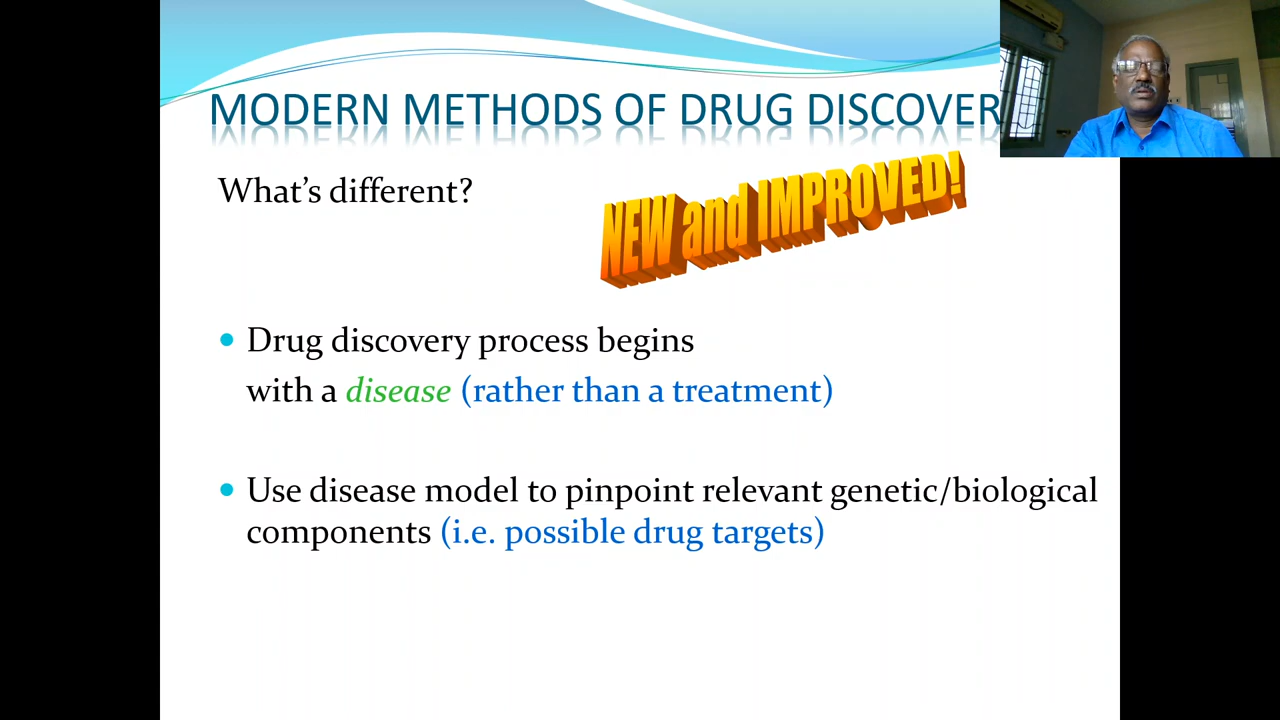 MODERN METHODS OF DRUG DISCOVER
What’s different?
NEW and IMPROVED!
Drug discovery process begins
with a disease (rather than a treatment)
Use disease model to pinpoint relevant genetic/biological
components (i.e. possible drug targets)